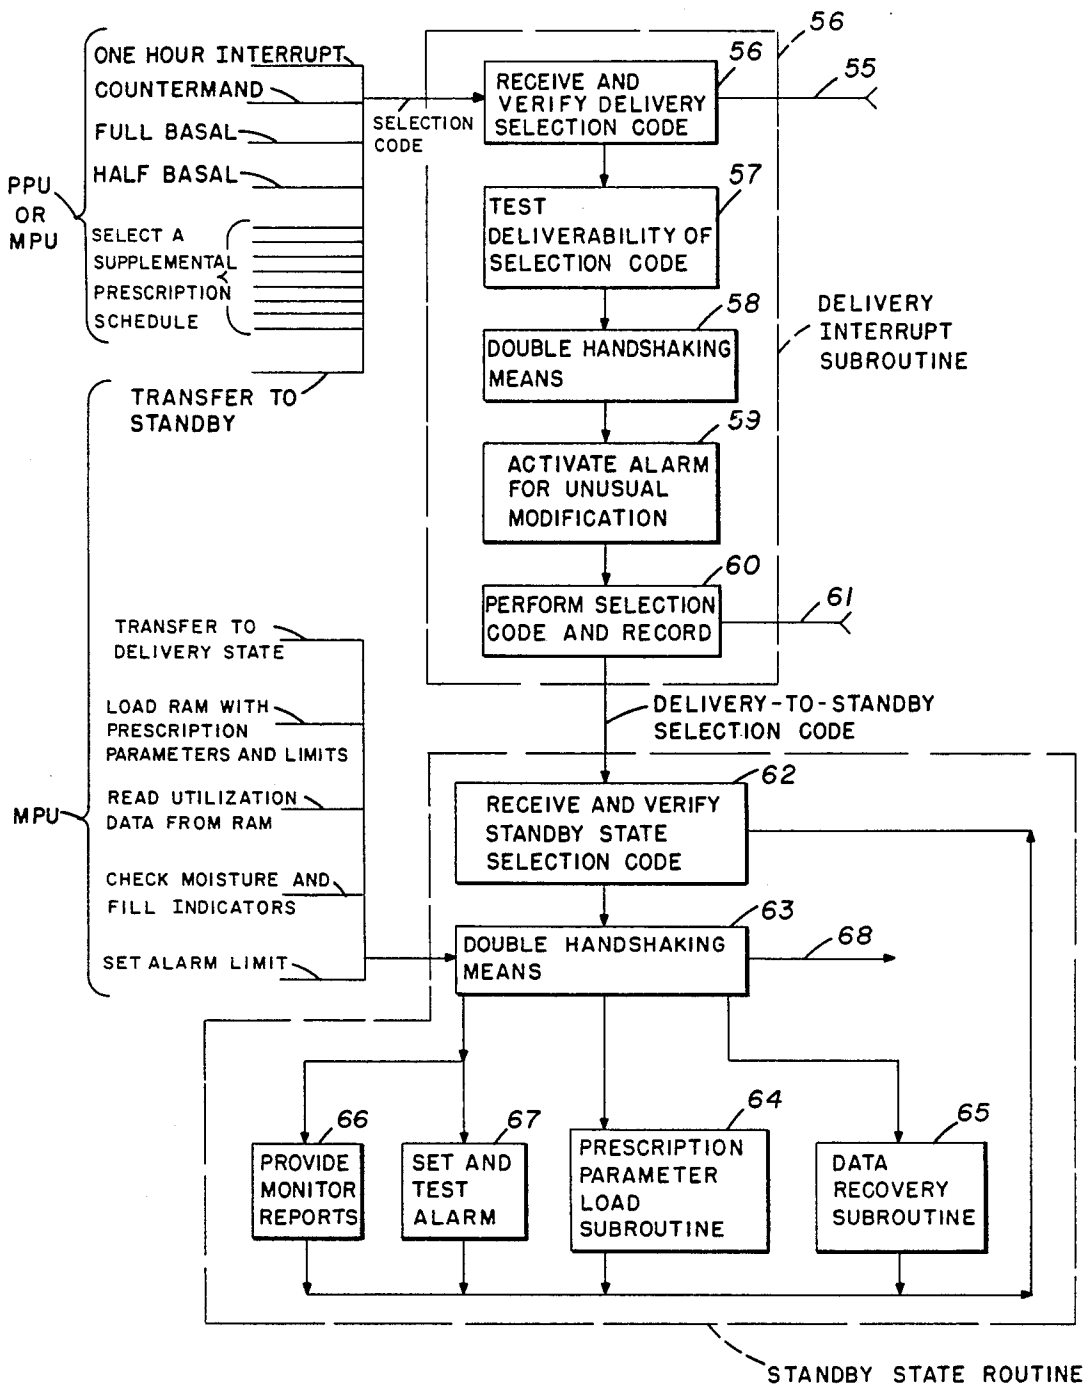 56
ONE HOUR INTERRUPT
COUNTERMAND
FULL BASAL
HALF BASAL
PPU
OR
MPU
SELECT A
SUPPLEMENTAL
PRESCRIPTION
SCHEDULE
TRANSFER TO
STANDBY
SELECTION
CODE
56
RECEIVE AND
VERIFY DELIVERY
SELECTION CODE
55
57
TEST
DELIVERABILITY OF
SELECTION CODE
58
DOUBLE HANDSHAKING
MEANS
DELIVERY
INTERRUPT
SUBROUTINE
59
ACTIVATE ALARM
FOR UNUSUAL
MODIFICATION
60
PERFORM SELECTION
CODE AND RECORD
61
DELIVERY-TO-STANDBY
SELECTION CODE
MPU
TRANSFER TO
DELIVERY STATE
LOAD RAM WITH
PRESCRIPTION
PARAMETERS AND LIMITS
READ UTILIZATION
DATA FROM RAM
CHECK MOISTURE AND
FILL INDICATORS
SET ALARM LIMIT
62
RECEIVE AND VERIFY
STANDBY STATE
SELECTION CODE
63
DOUBLE HANDSHAKING
MEANS
68
66
PROVIDE
MONITOR
REPORTS
67
SET AND
TEST
ALARM
64
PRESCRIPTION
PARAMETER
LOAD
SUBROUTINE
65
DATA
RECOVERY
SUBROUTINE
STANDBY STATE ROUTINE